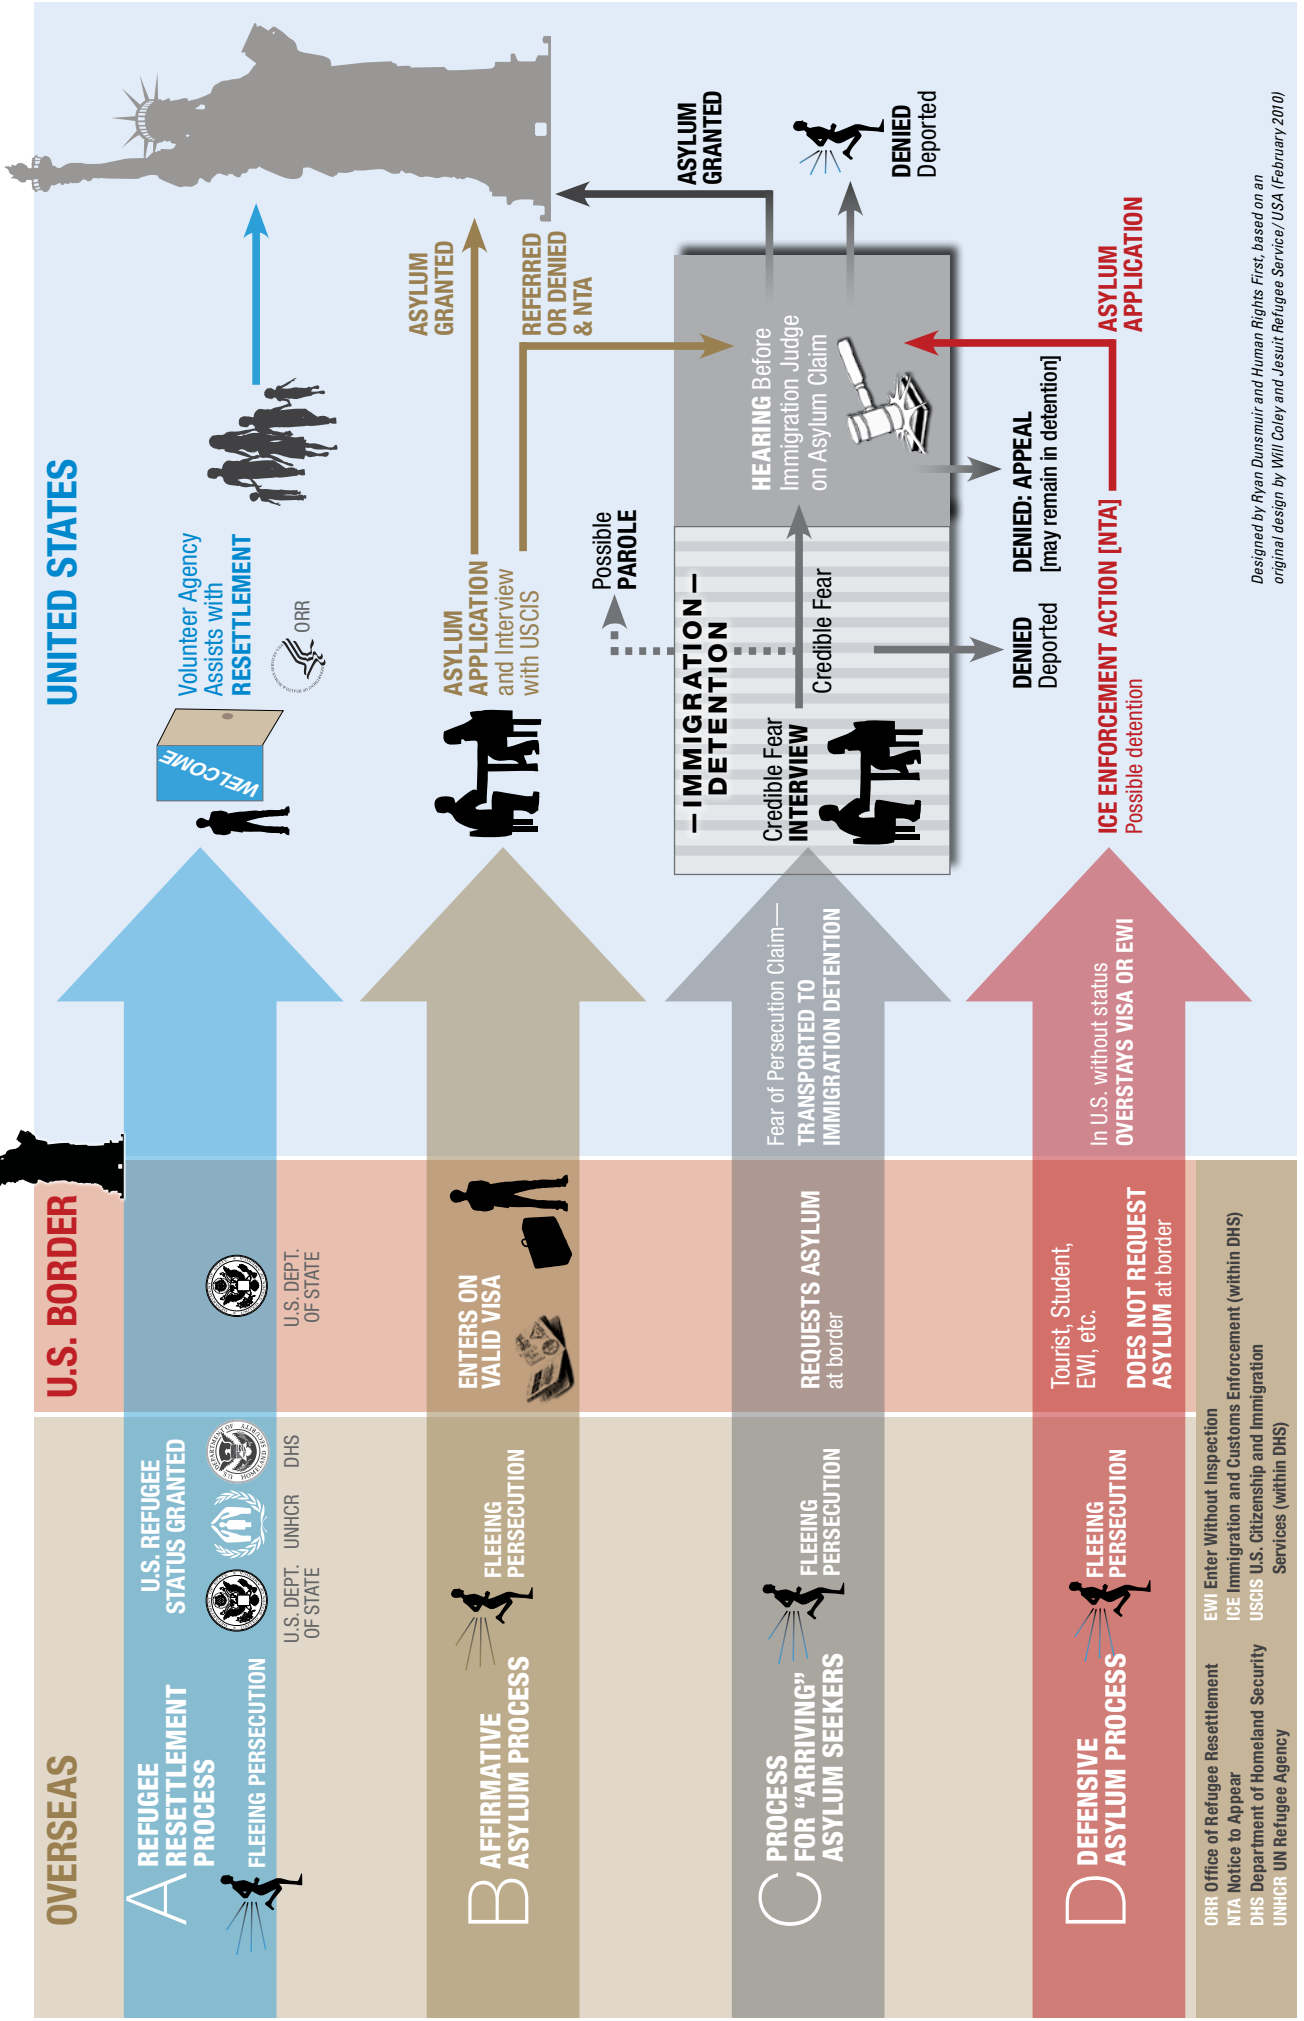 OVERSEAS
U.S. BORDER
UNITED STATES
A
REFUGEE
RESETTLEMENT
PROCESS
FLEEING PERSECUTION
U.S. REFUGEE
STATUS GRANTED
U.S. DEPT.
OF STATE
UNHCR
DHS
U.S. DEPT.
OF STATE
WELCOME
Volunteer Agency
Assists with
RESETTLEMENT
ORR
B
AFFIRMATIVE
ASYLUM PROCESS
FLEEING
PERSECUTION
ENTERS ON
VALID VISA
ASYLUM
APPLICATION
and Interview
with USCIS
ASYLUM
GRANTED
REFERRED
OR DENIED
& NTA
C
PROCESS
FOR “ARRIVING”
ASYLUM SEEKERS
FLEEING
PERSECUTION
REQUESTS ASYLUM
at border
Fear of Persecution Claim—
TRANSPORTED TO
IMMIGRATION DETENTION
—IMMIGRATION—
DETENTION
Credible Fear
INTERVIEW
Credible Fear
Possible
PAROLE
HEARING Before
Immigration Judge
on Asylum Claim
ASYLUM
GRANTED
DENIED
Deported
DENIED
Deported
DENIED: APPEAL
[may remain in detention]
D
DEFENSIVE
ASYLUM PROCESS
FLEEING
PERSECUTION
Tourist, Student,
EWI, etc.
DOES NOT REQUEST
ASYLUM at border
In U.S. without status
OVERSTAYS VISA OR EWI
ICE ENFORCEMENT ACTION [NTA]
Possible detention
ASYLUM
APPLICATION
ORR Office of Refugee Resettlement
NTA Notice to Appear
DHS Department of Homeland Security
UNHCR UN Refugee Agency
EWI Enter Without Inspection
ICE Immigration and Customs Enforcement (within DHS)
USCIS U.S. Citizenship and Immigration
Services (within DHS)
Designed by Ryan Dunsmuir and Human Rights First, based on an
original design by Will Coley and Jesuit Refugee Service/USA (February 2010)